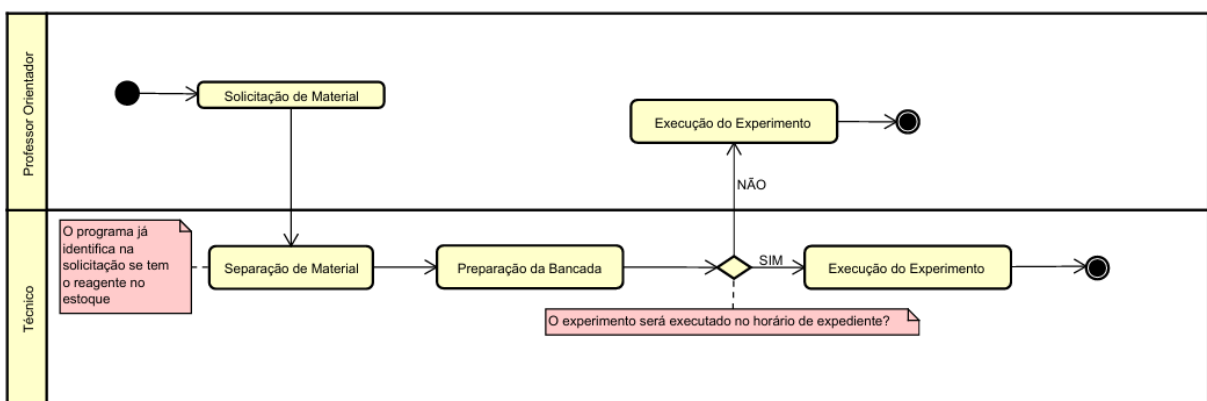 Professor Orientador
Solicitação de Material
Execução do Experimento
NÃO
Técnico
O programa já
identifica na
solicitação se tem
o reagente no
estoque
Separação de Material
Preparação da Bancada
SIM
Execução do Experimento
O experimento será executado no horário de expediente?